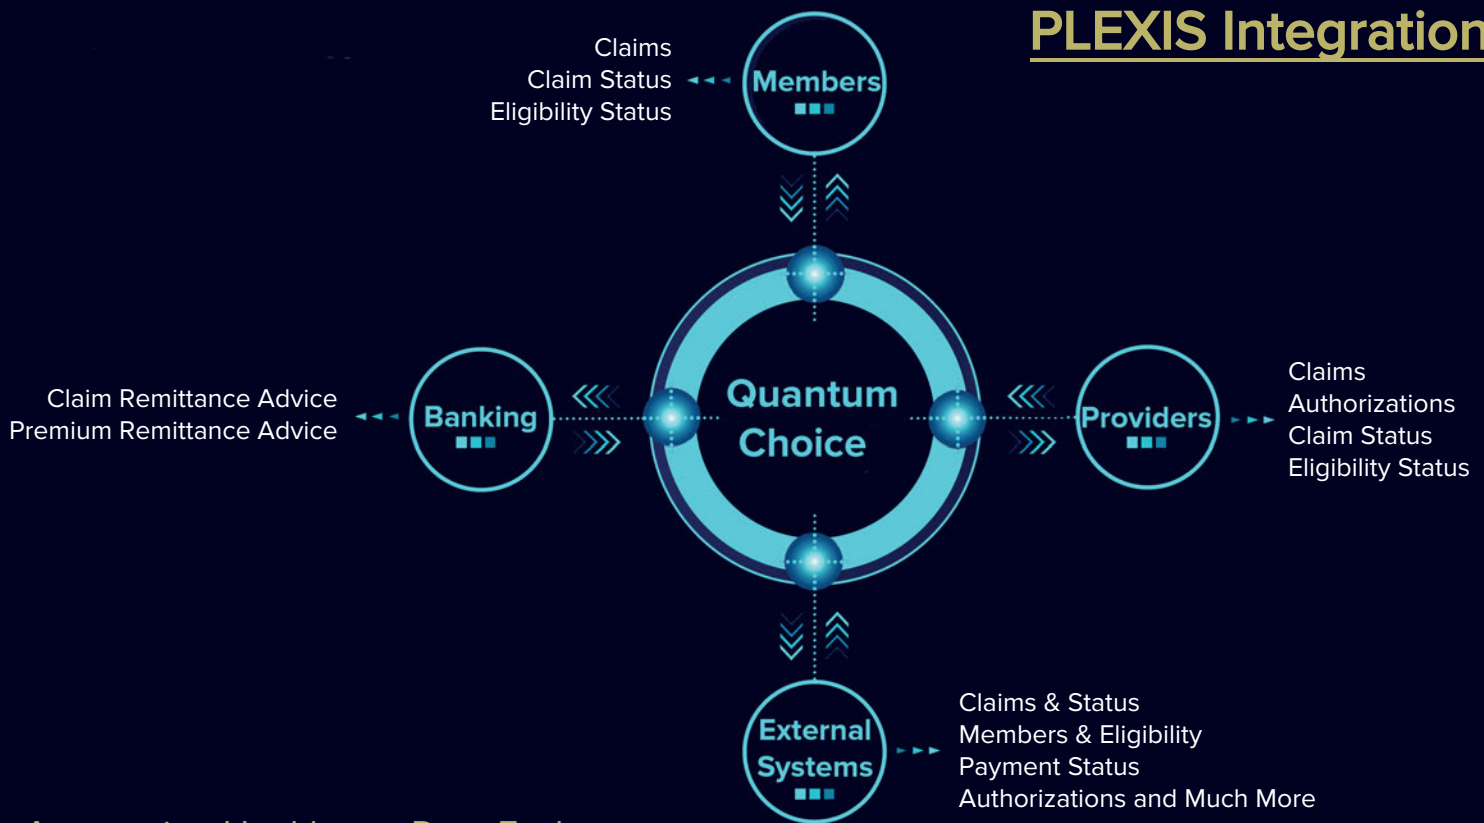 PLEXIS Integration
Claims
Claim Status
Eligibility Status
Members
Claim Remittance Advice
Premium Remittance Advice
Banking
Quantum
Choice
Providers
Claims
Authorizations
Claim Status
Eligibility Status
External
Systems
Claims & Status
Members & Eligibility
Payment Status
Authorizations and Much More